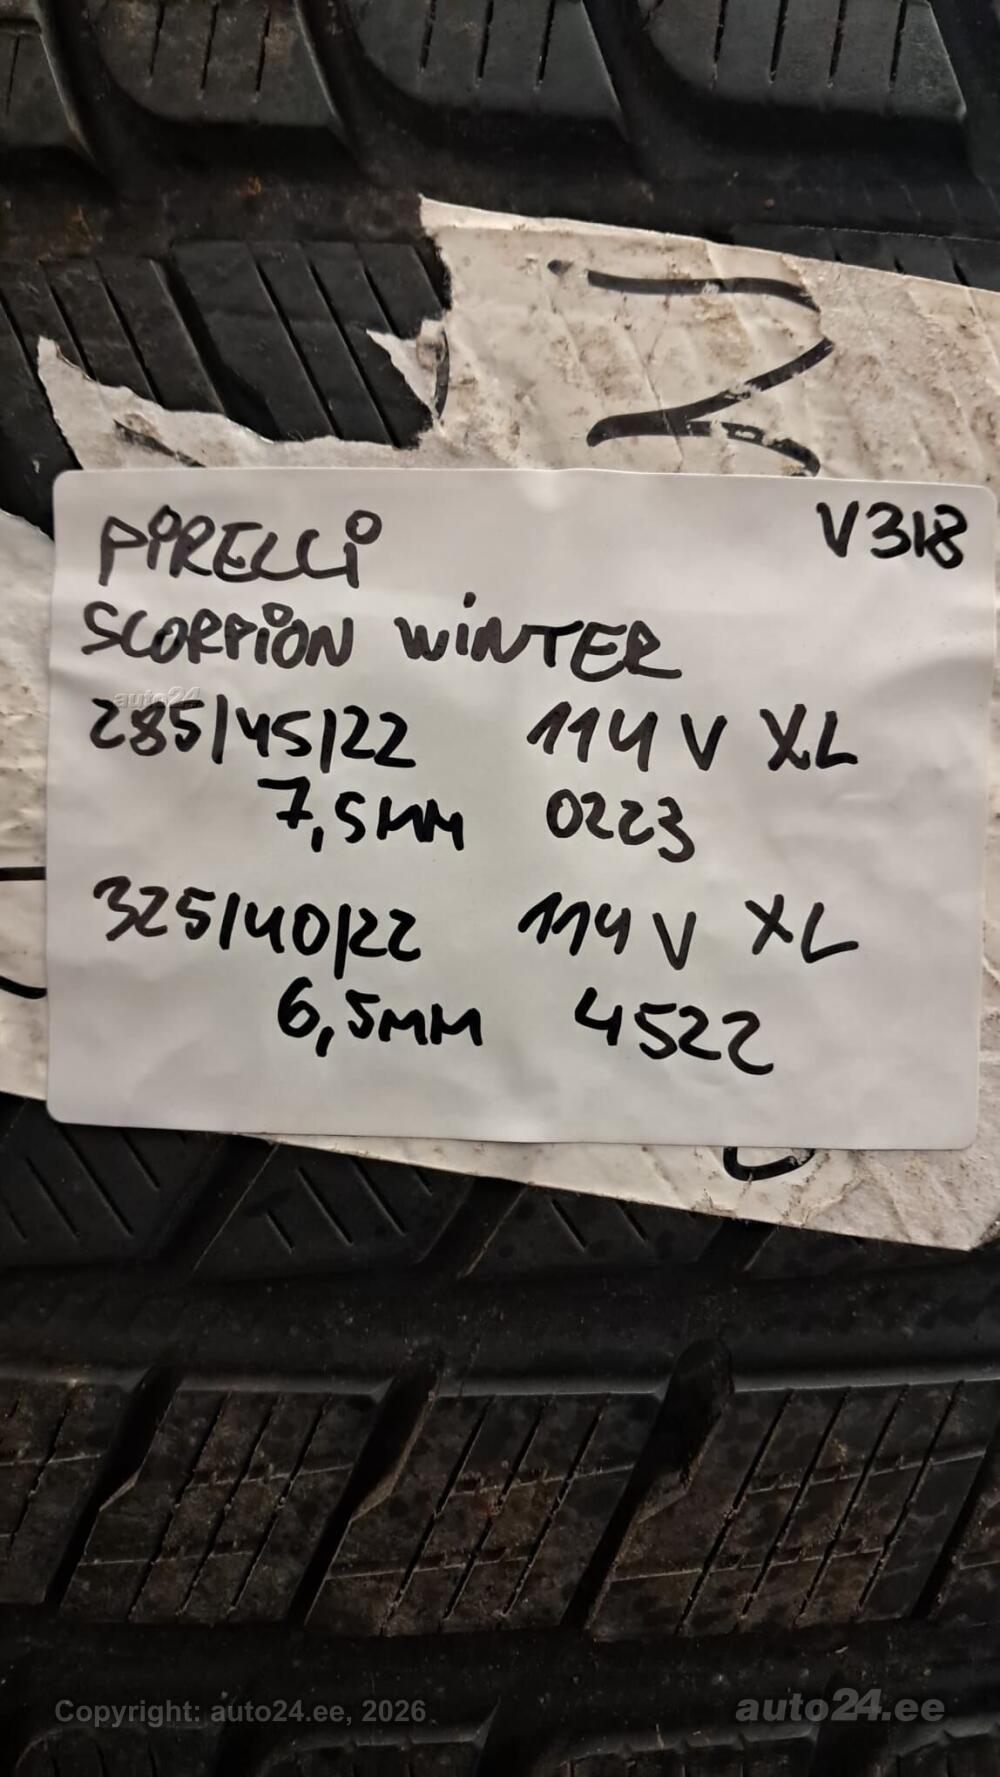 V318
PiRELLi
SCORPiON WiNTER
auto24
285/45/22 114 V XL
7,5MM 0223
325/40/22 114 V XL
6,5MM 4522
Copyright: auto24.ee, 2026
auto24.ee